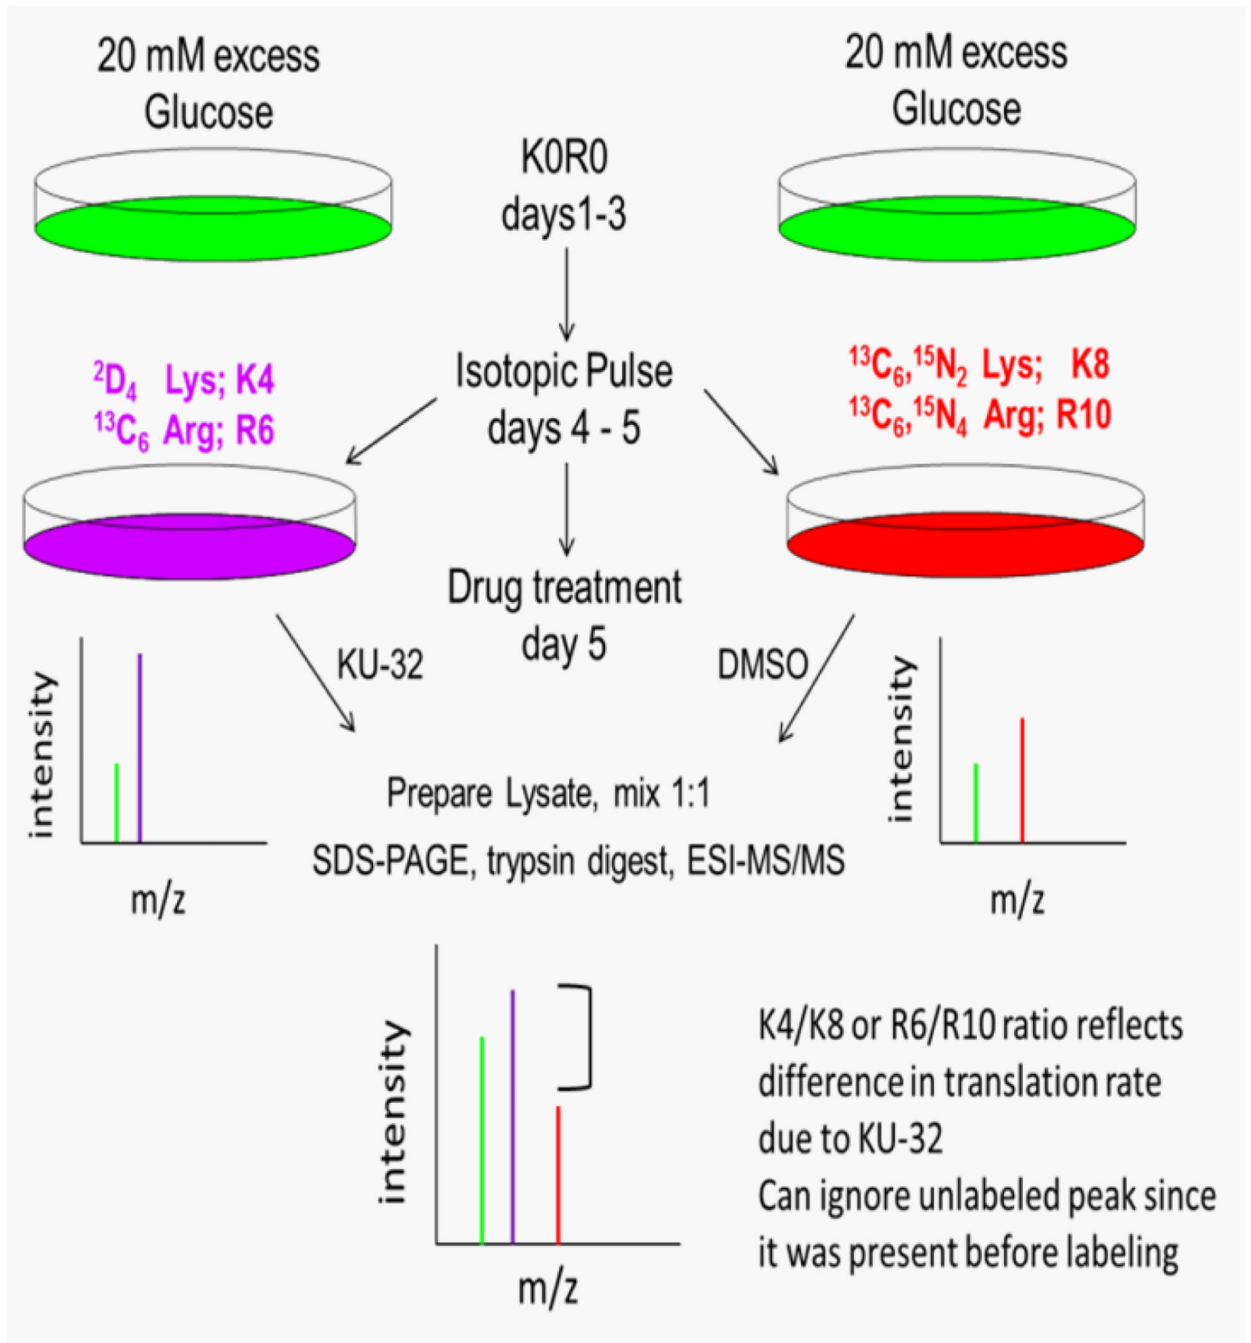 20 mM excess
Glucose
20 mM excess
Glucose
K0R0
days1-3
Isotopic Pulse
days 4 - 5
²D₄ Lys; K4
¹³C₆ Arg; R6
¹³C₆,¹⁵N₂ Lys; K8
¹³C₆,¹⁵N₄ Arg; R10
Drug treatment
day 5
KU-32
DMSO
intensity
m/z
intensity
m/z
Prepare Lysate, mix 1:1
SDS-PAGE, trypsin digest, ESI-MS/MS
intensity
m/z
K4/K8 or R6/R10 ratio reflects
difference in translation rate
due to KU-32
Can ignore unlabeled peak since
it was present before labeling